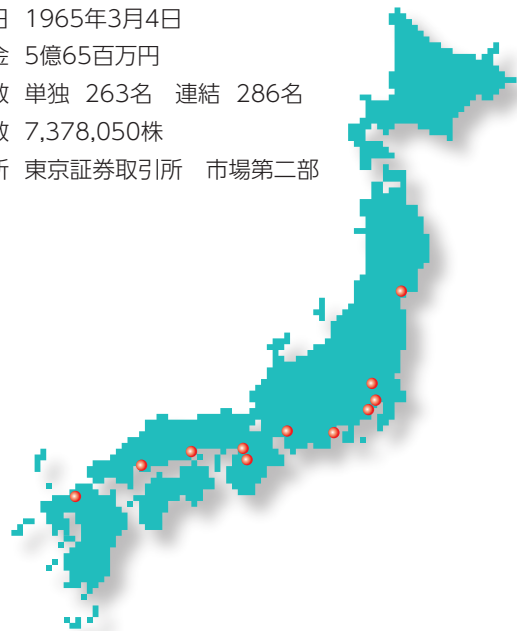 日 1965年3月4日
金 5億65百万円
数 単独 263名 連結 286名
数 7,378,050株
所 東京証券取引所 市場第二部